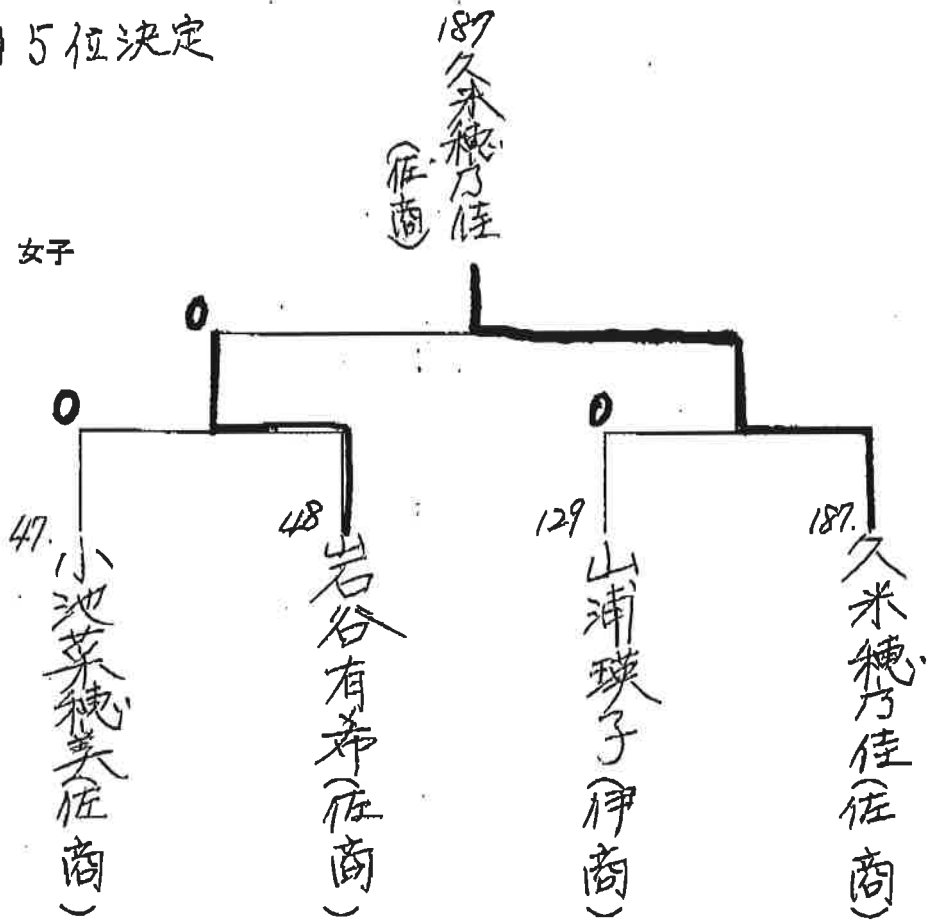 5位決定
187
久米穂乃佳
(佐商)
女子
0
0
0
47.
小池菜穂美(佐商)
48
岩谷有希(佐商)
129
山浦瑛子(伊商)
187.
久米穂乃佳(佐商)